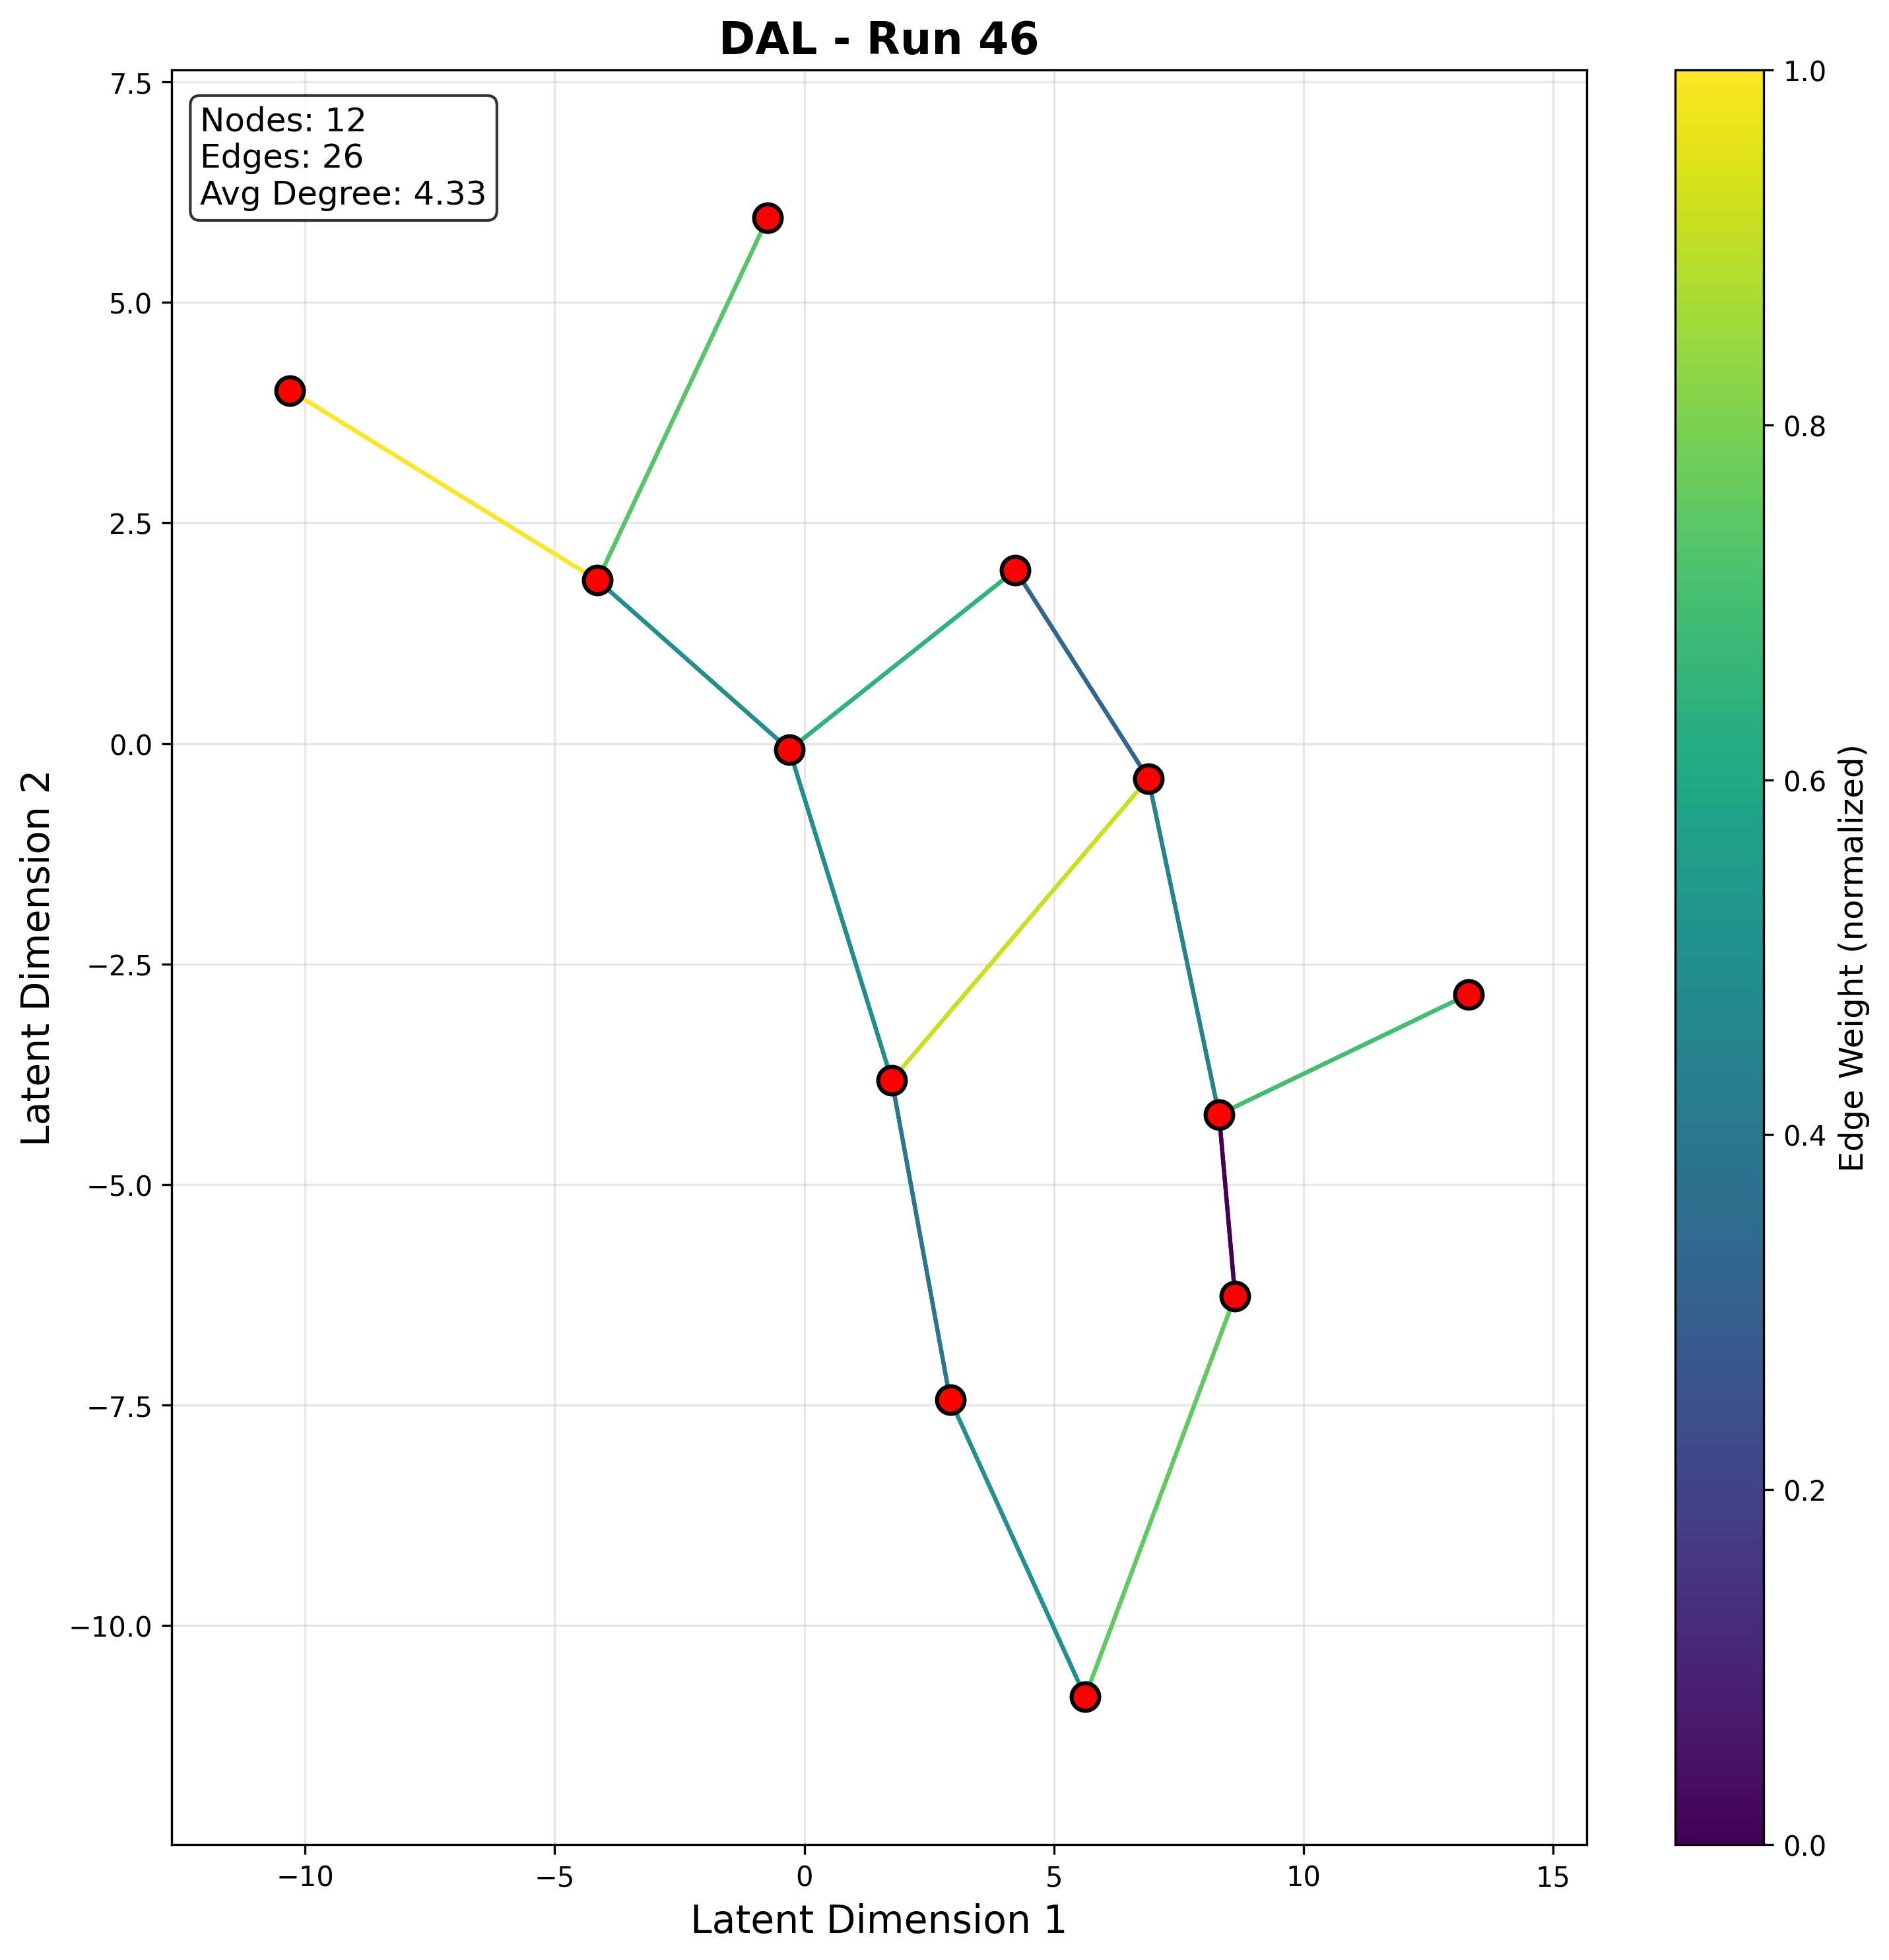 DAL - Run 46
Nodes: 12
Edges: 26
Avg Degree: 4.33
7.5
5.0
2.5
0.0
−2.5
−5.0
−7.5
−10.0
Latent Dimension 2
−10
−5
0
5
10
15
Latent Dimension 1
1.0
0.8
0.6
0.4
0.2
0.0
Edge Weight (normalized)